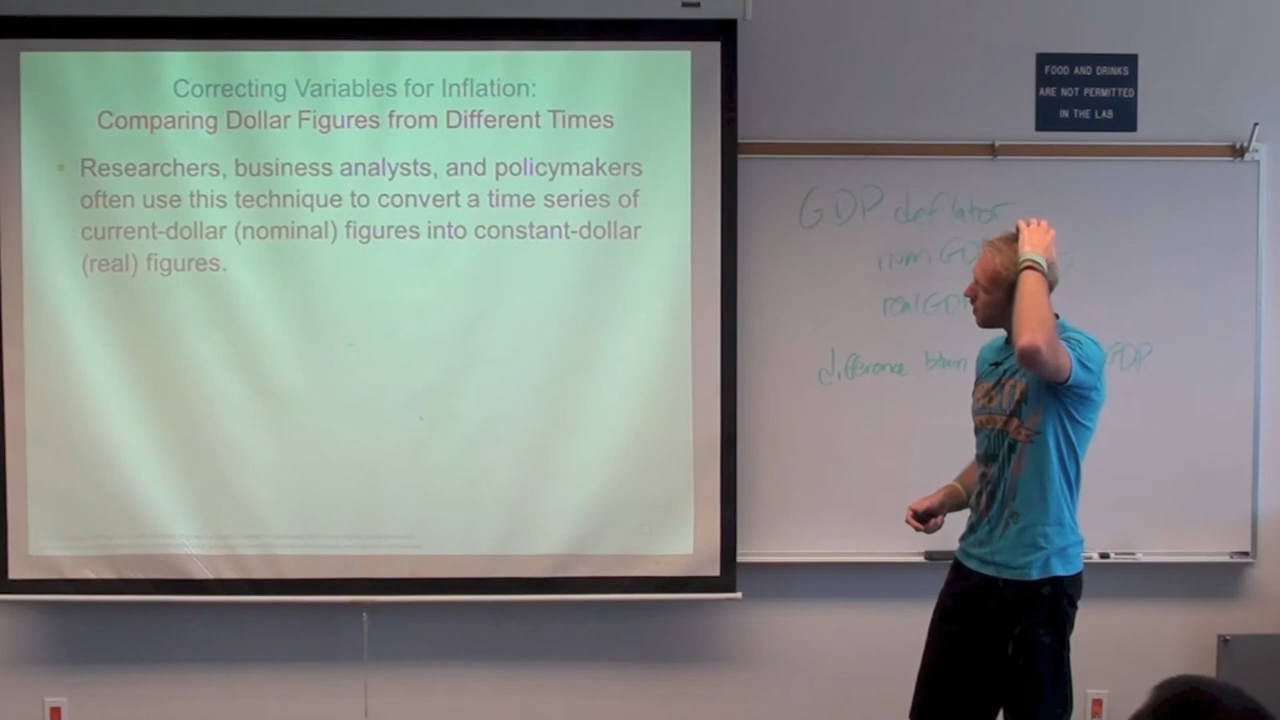 Correcting Variables for Inflation:
Comparing Dollar Figures from Different Times
▪ Researchers, business analysts, and policymakers
often use this technique to convert a time series of
current-dollar (nominal) figures into constant-dollar
(real) figures.
FOOD AND DRINKS
ARE NOT PERMITTED
IN THE LAB
GDP deflator
nom GD
real GD
difference btwn GDP